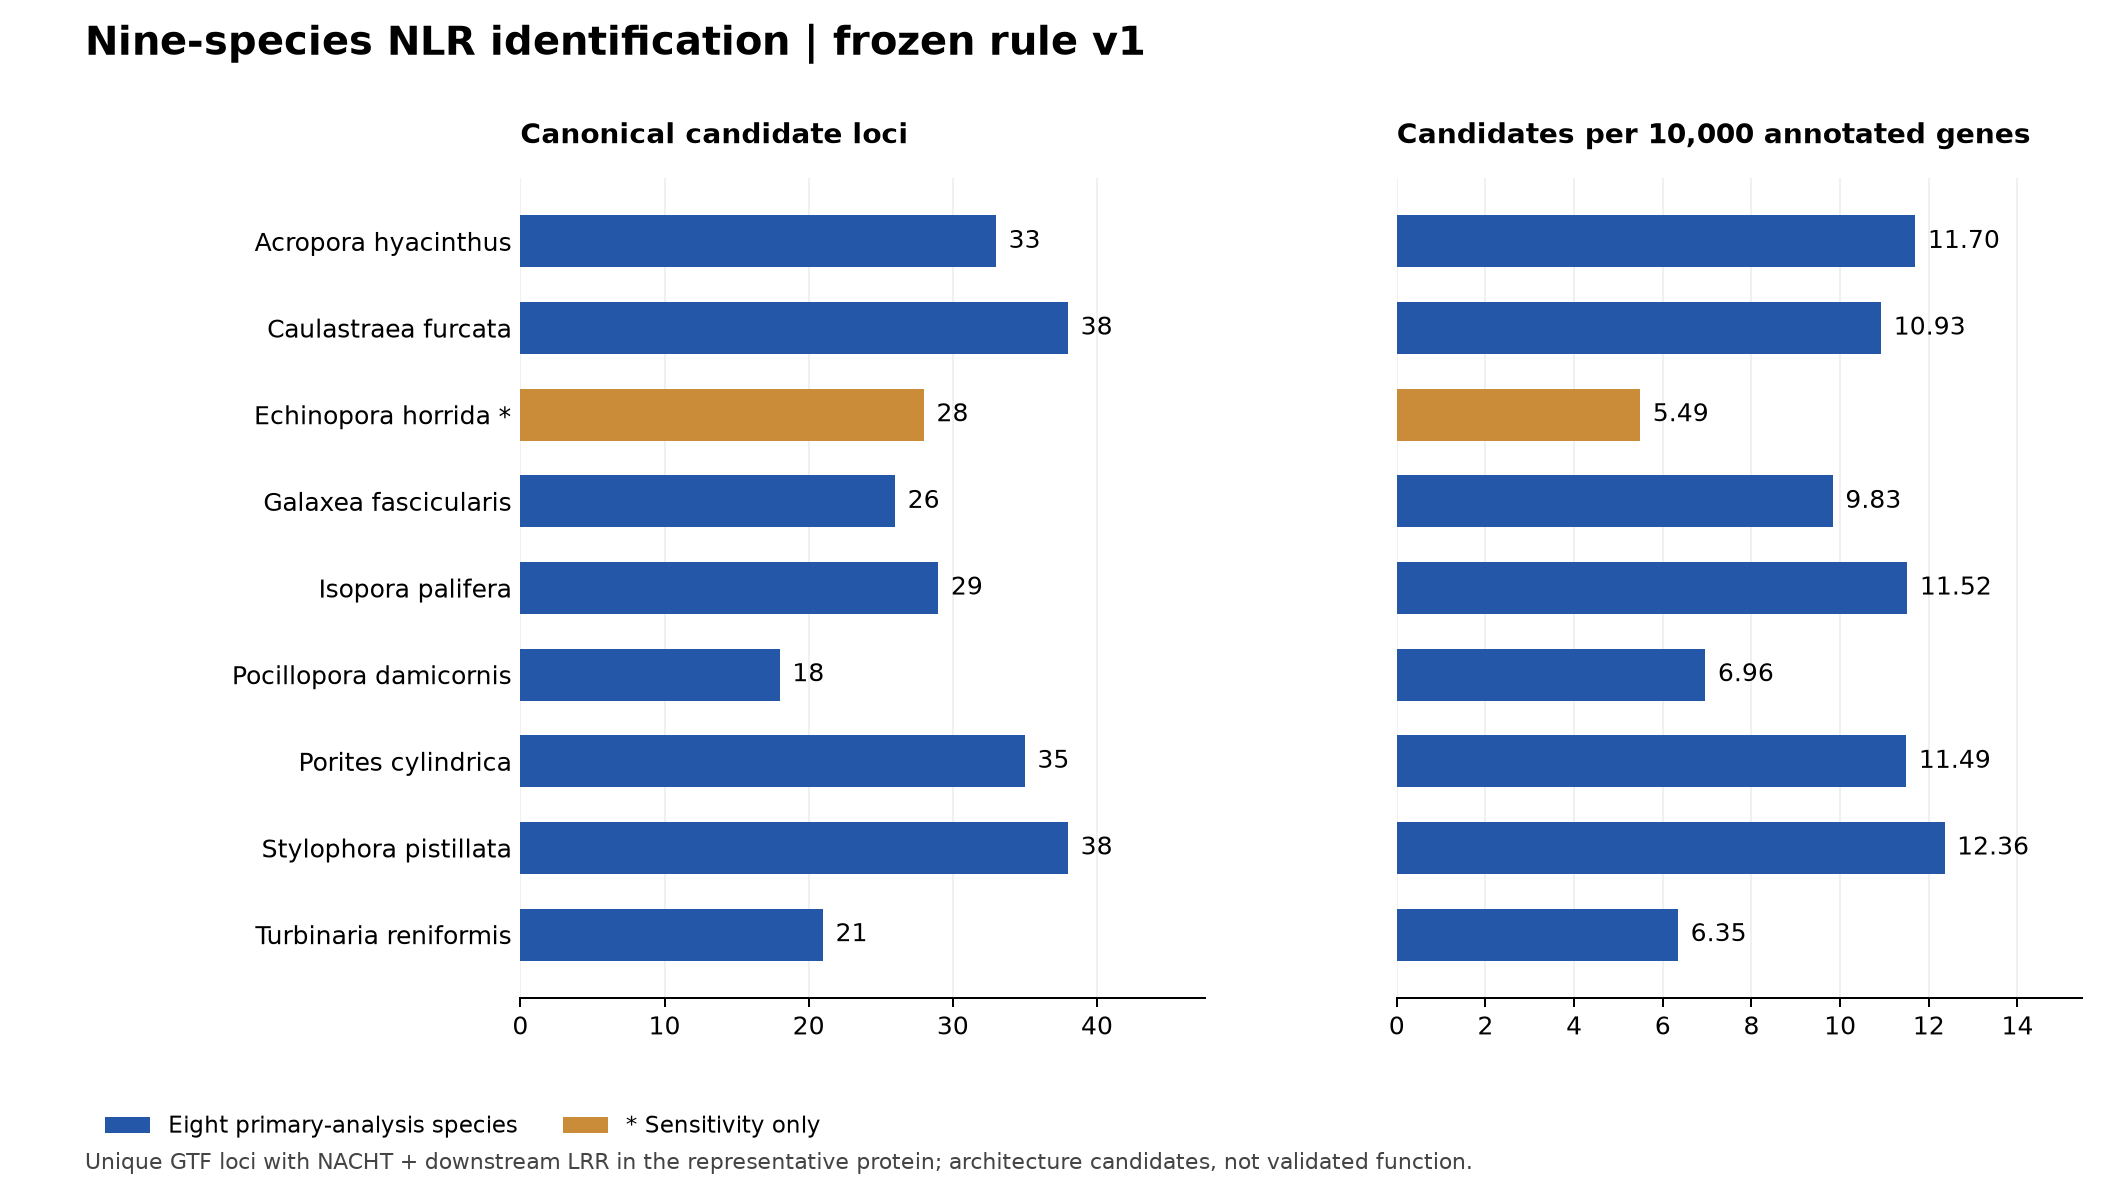 Nine-species NLR identification | frozen rule v1
Canonical candidate loci
Candidates per 10,000 annotated genes
Acropora hyacinthus 33 11.70
Caulastraea furcata 38 10.93
Echinopora horrida * 28 5.49
Galaxea fascicularis 26 9.83
Isopora palifera 29 11.52
Pocillopora damicornis 18 6.96
Porites cylindrica 35 11.49
Stylophora pistillata 38 12.36
Turbinaria reniformis 21 6.35
0 10 20 30 40
0 2 4 6 8 10 12 14
Eight primary-analysis species
* Sensitivity only
Unique GTF loci with NACHT + downstream LRR in the representative protein; architecture candidates, not validated function.